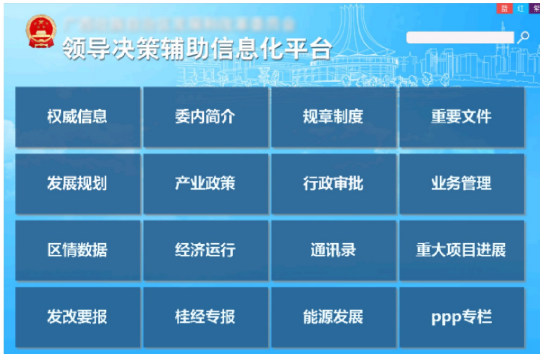 蓝 红 紫
领导决策辅助信息化平台
权威信息 委内简介 规章制度 重要文件
发展规划 产业政策 行政审批 业务管理
区情数据 经济运行 通讯录 重大项目进展
发改要报 桂经专报 能源发展 ppp专栏